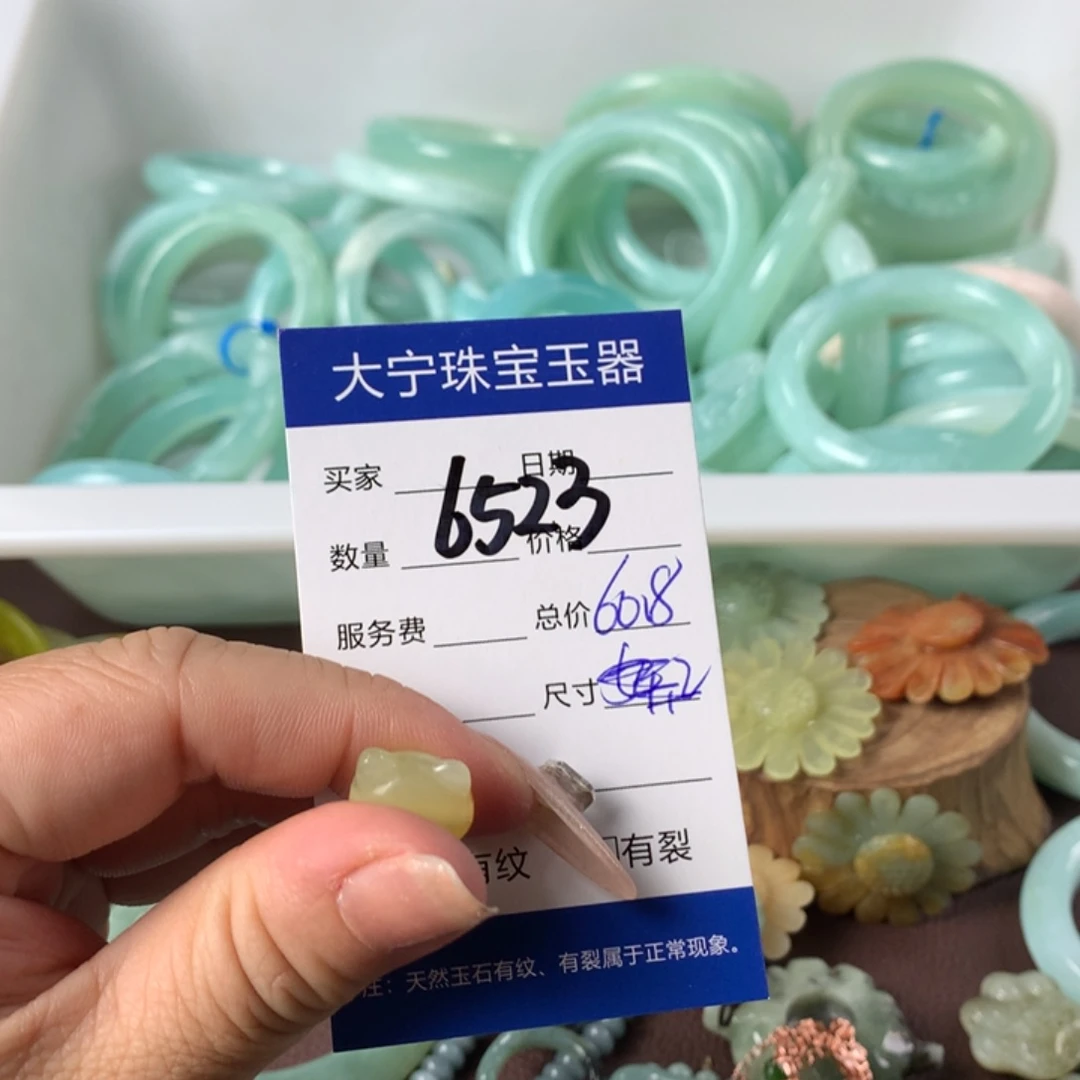 大宁珠宝玉器
买家 日期
6523
数量 价格
服务费 总价 608
尺寸
有纹 有裂
注：天然玉石有纹、有裂属于正常现象。